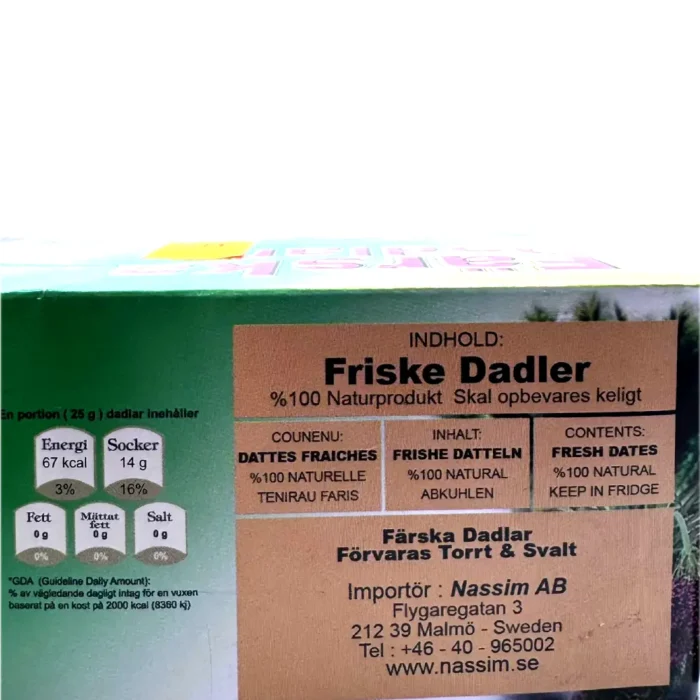 En portion ( 25 g ) dadlar inehåller
Energi
67 kcal
3%
Socker
14 g
16%
Fett
0 g
0%
Mättat
fett
0 g
0%
Salt
0 g
0%
*GDA (Guideline Daily Amount):
% av vägledande dagligt intag för en vuxen
baserat på en kost på 2000 kcal (8360 kj)
INDHOLD:
Friske Dadler
%100 Naturprodukt Skal opbevares keligt
COUNENU:
DATTES FRAICHES
%100 NATURELLE
TENIRAU FARIS
INHALT:
FRISHE DATTELN
%100 NATURAL
ABKUHLEN
CONTENTS:
FRESH DATES
%100 NATURAL
KEEP IN FRIDGE
Färska Dadlar
Förvaras Torrt & Svalt
Importör : Nassim AB
Flygaregatan 3
212 39 Malmö - Sweden
Tel : +46 - 40 - 965002
www.nassim.se